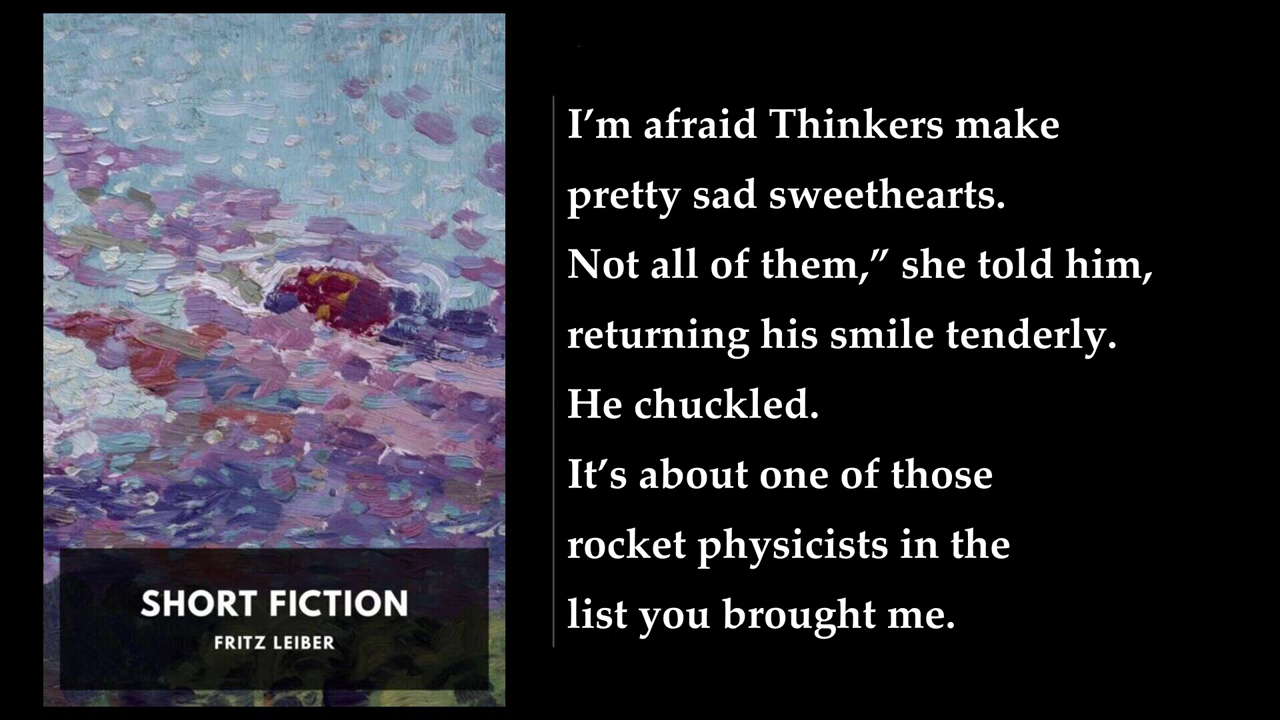 SHORT FICTION
FRITZ LEIBER
I’m afraid Thinkers make
pretty sad sweethearts.
Not all of them,” she told him,
returning his smile tenderly.
He chuckled.
It’s about one of those
rocket physicists in the
list you brought me.